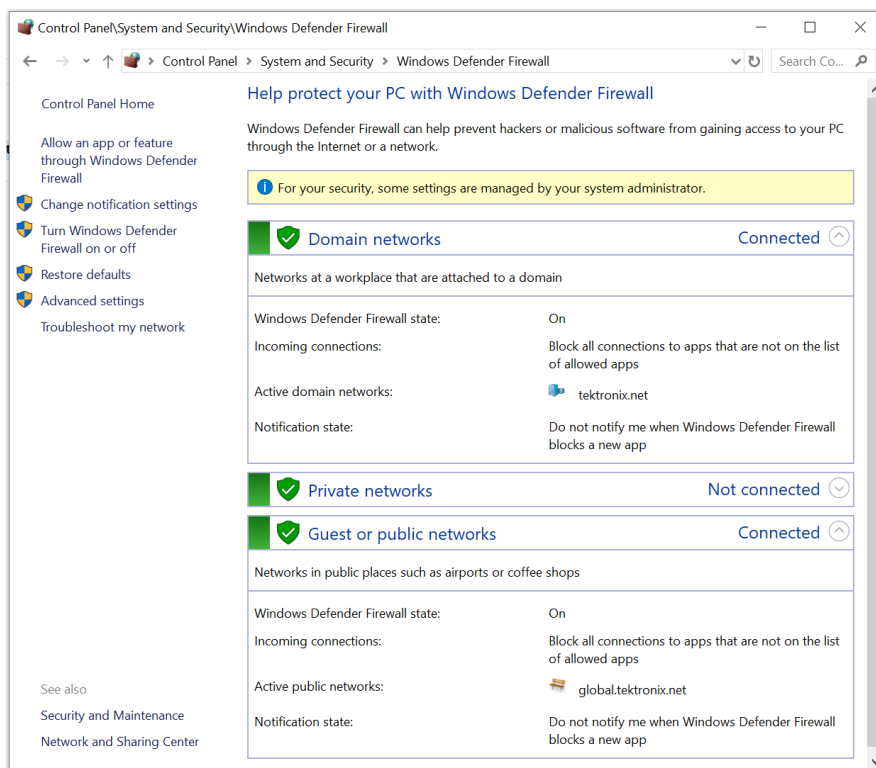 Control Panel\System and Security\Windows Defender Firewall
Control Panel > System and Security > Windows Defender Firewall
Search Co...
Control Panel Home
Allow an app or feature
through Windows Defender
Firewall
Change notification settings
Turn Windows Defender
Firewall on or off
Restore defaults
Advanced settings
Troubleshoot my network
See also
Security and Maintenance
Network and Sharing Center
Help protect your PC with Windows Defender Firewall
Windows Defender Firewall can help prevent hackers or malicious software from gaining access to your PC
through the Internet or a network.
For your security, some settings are managed by your system administrator.
Domain networks Connected
Networks at a workplace that are attached to a domain
Windows Defender Firewall state: On
Incoming connections: Block all connections to apps that are not on the list
of allowed apps
Active domain networks: tektronix.net
Notification state: Do not notify me when Windows Defender Firewall
blocks a new app
Private networks Not connected
Guest or public networks Connected
Networks in public places such as airports or coffee shops
Windows Defender Firewall state: On
Incoming connections: Block all connections to apps that are not on the list
of allowed apps
Active public networks: global.tektronix.net
Notification state: Do not notify me when Windows Defender Firewall
blocks a new app